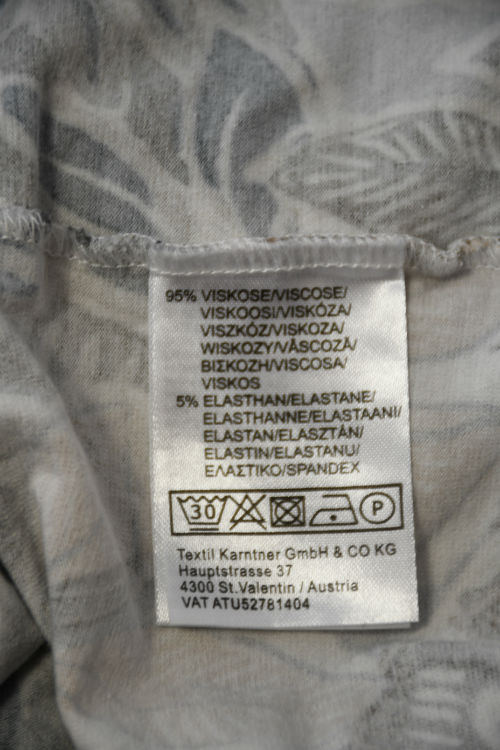 95% VISKOSE/VISCOSE/
VISKOOSI/VISKÓZA/
VISZKÓZ/VISKOZA/
WISKOZY/VÂSCOZĂ/
ΒΙΣΚΟΖΗ/VISCOSA/
VISKOS
5% ELASTHAN/ELASTANE/
ELASTHANNE/ELASTAANI/
ELASTAN/ELASZTÁN/
ELASTIN/ELASTANU/
ΕΛΑΣΤΙΚΟ/SPANDEX
30 P
Textil Karntner GmbH & CO KG
Hauptstrasse 37
4300 St.Valentin / Austria
VAT ATU52781404